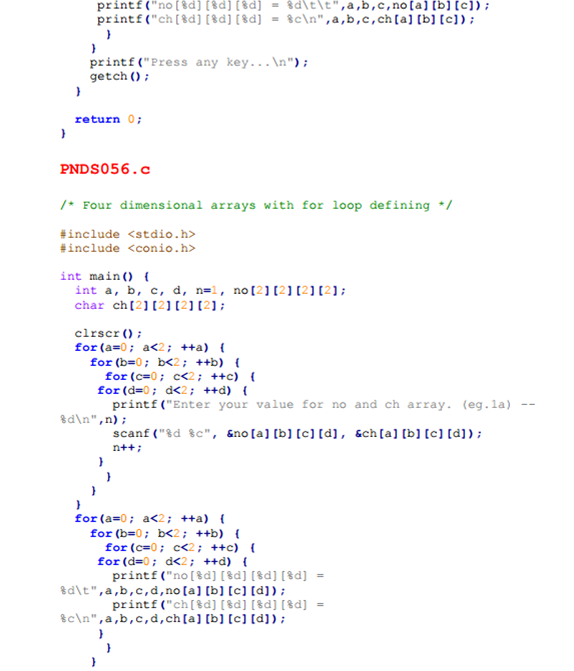 printf("no[%d][%d][%d] = %d\t\t",a,b,c,no[a][b][c]);
printf("ch[%d][%d][%d] = %c\n",a,b,c,ch[a][b][c]);
}
}
printf("Press any key...\n");
getch();
}
return 0;
}
PNDS056.c
/* Four dimensional arrays with for loop defining */
#include <stdio.h>
#include <conio.h>
int main() {
int a, b, c, d, n=1, no[2][2][2][2];
char ch[2][2][2][2];
clrscr();
for(a=0; a<2; ++a) {
for(b=0; b<2; ++b) {
for(c=0; c<2; ++c) {
for(d=0; d<2; ++d) {
printf("Enter your value for no and ch array. (eg.1a) --
%d\n",n);
scanf("%d %c", &no[a][b][c][d], &ch[a][b][c][d]);
n++;
}
}
}
}
for(a=0; a<2; ++a) {
for(b=0; b<2; ++b) {
for(c=0; c<2; ++c) {
for(d=0; d<2; ++d) {
printf("no[%d][%d][%d][%d] =
%d\t",a,b,c,d,no[a][b][c][d]);
printf("ch[%d][%d][%d][%d] =
%c\n",a,b,c,d,ch[a][b][c][d]);
}
}
}